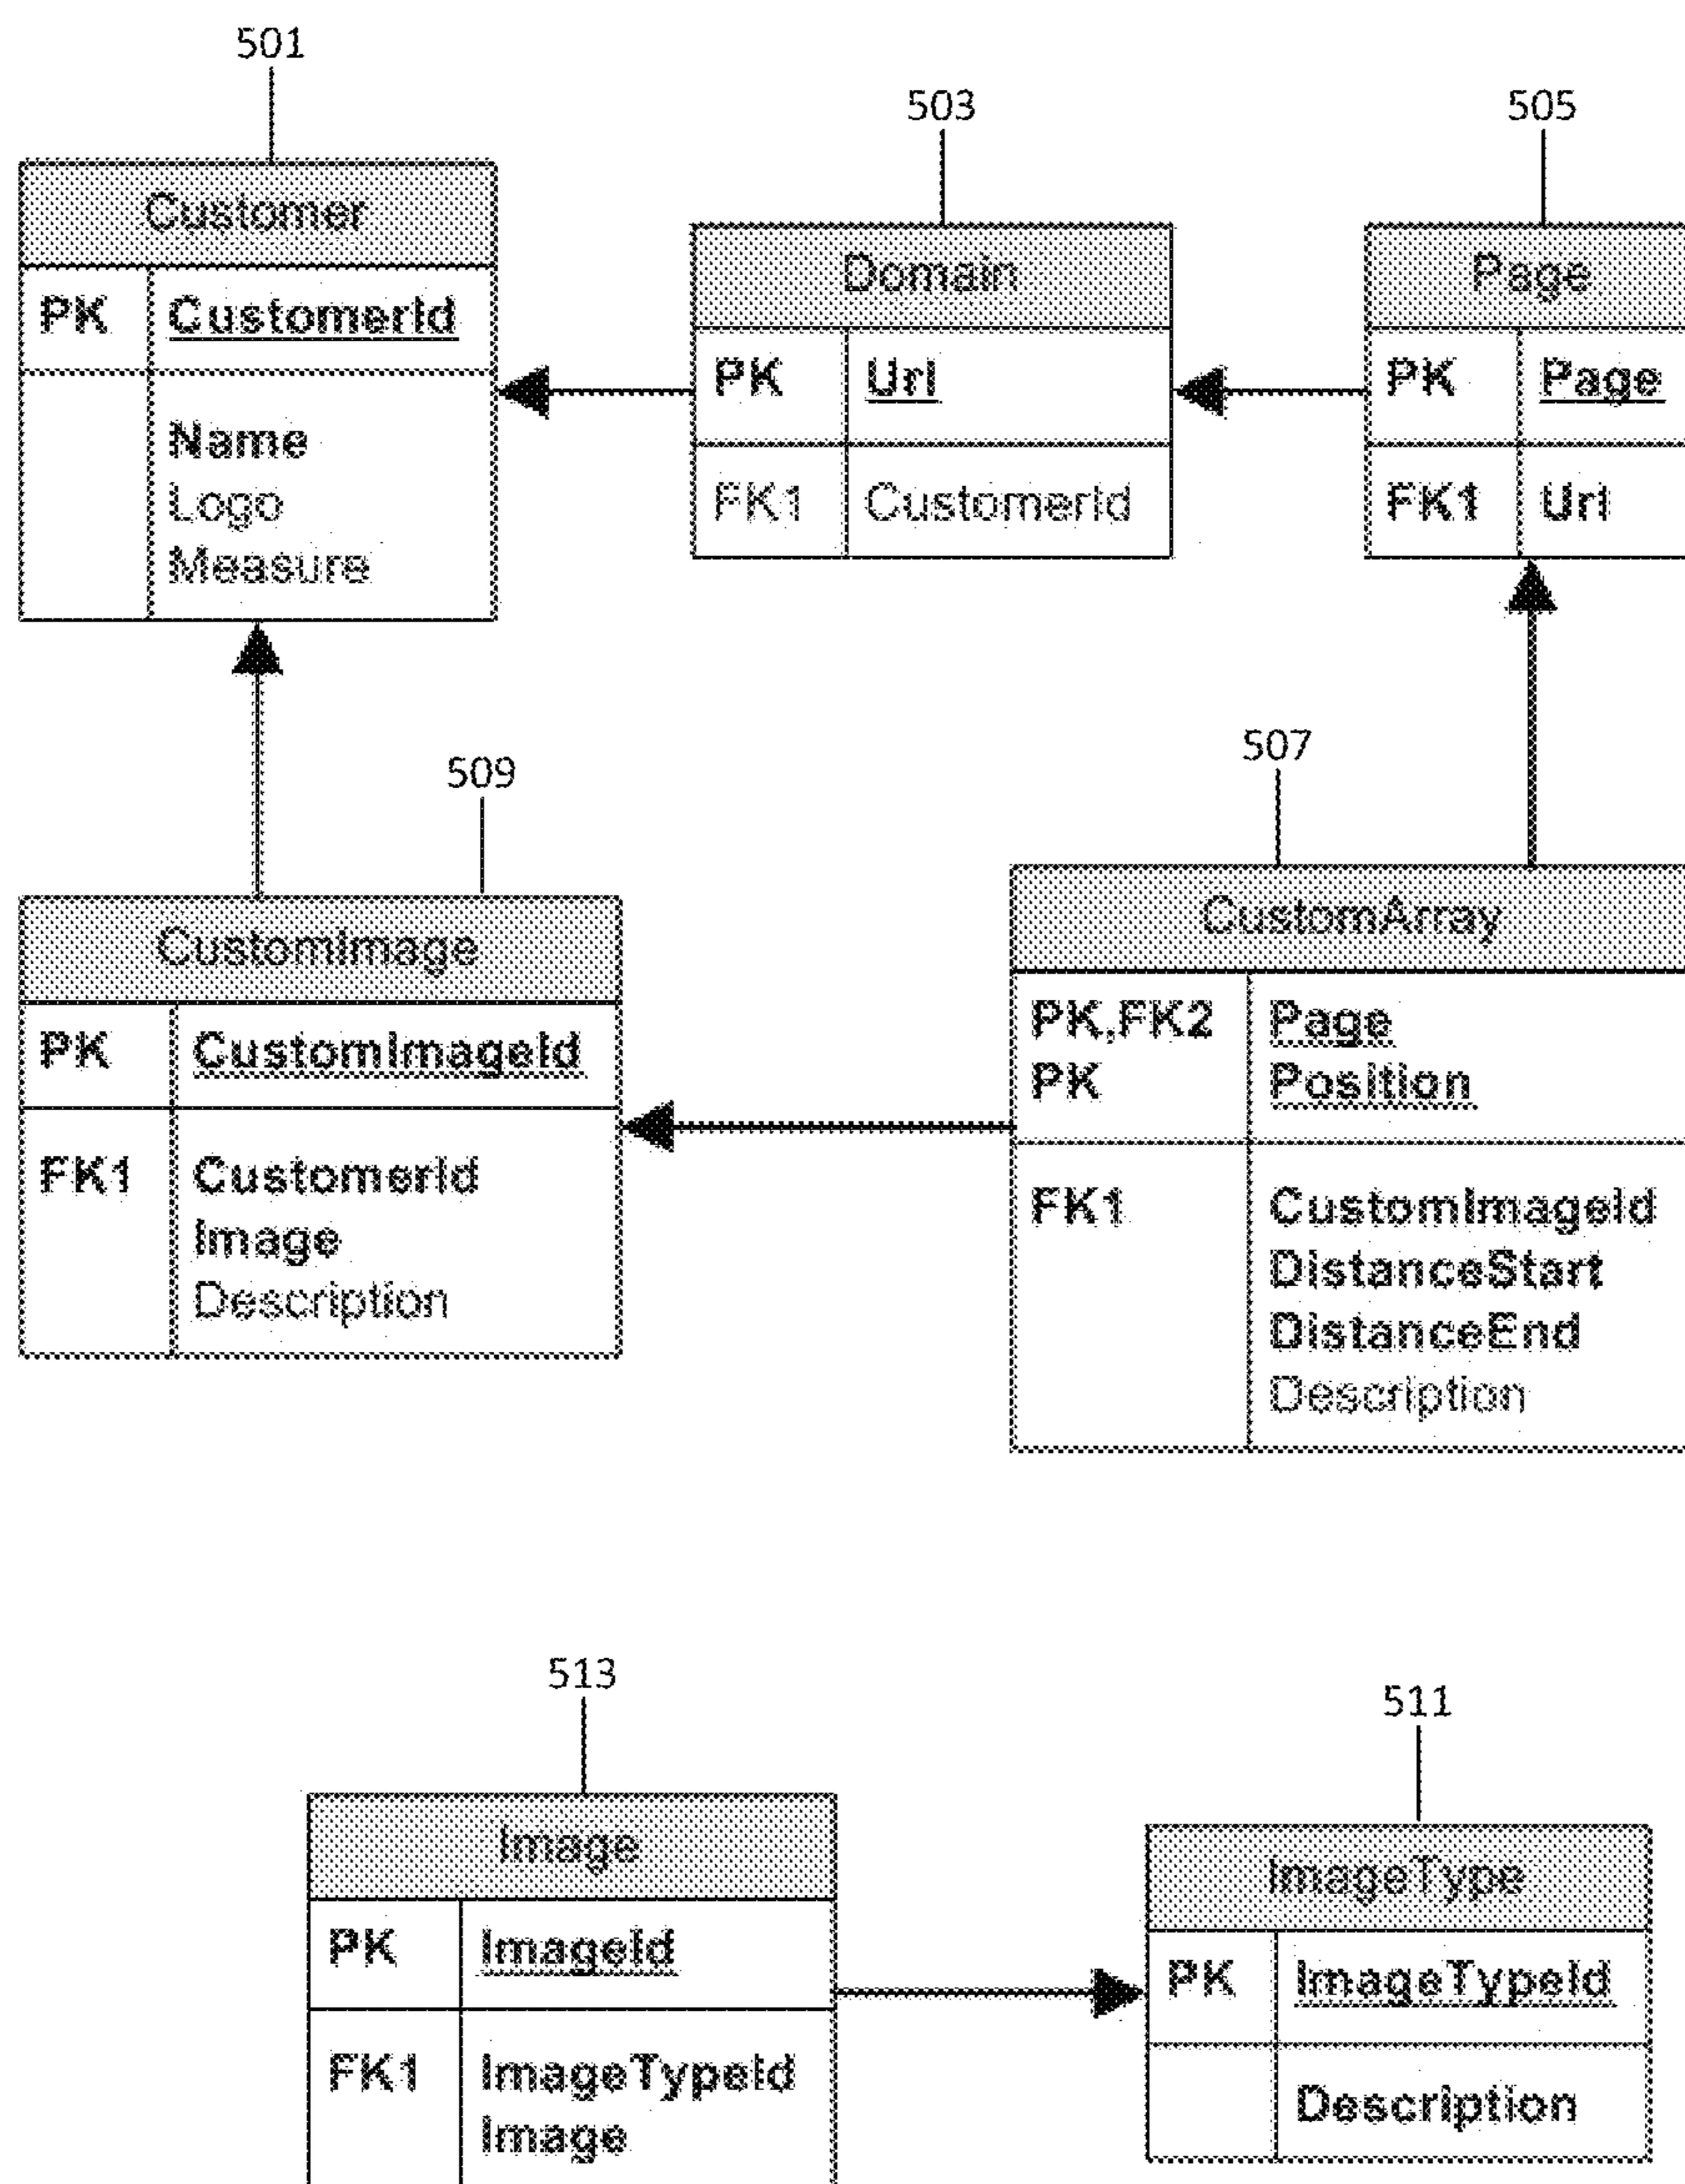 501
Customer
PK CustomerId
Name
Logo
Measure
503
Domain
PK Url
FK1 CustomerId
505
Page
PK Page
FK1 Url
509
CustomImage
PK CustomImageId
FK1 CustomerId
Image
Description
507
CustomArray
PK,FK2 Page
PK Position
FK1 CustomImageId
DistanceStart
DistanceEnd
Description
513
Image
PK ImageId
FK1 ImageTypeId
Image
511
ImageType
PK ImageTypeId
Description